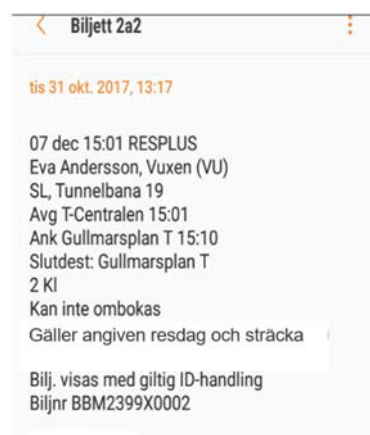 Biljett 2a2
tis 31 okt. 2017, 13:17
07 dec 15:01 RESPLUS
Eva Andersson, Vuxen (VU)
SL, Tunnelbana 19
Avg T-Centralen 15:01
Ank Gullmarsplan T 15:10
Slutdest: Gullmarsplan T
2 Kl
Kan inte ombokas
Gäller angiven resdag och sträcka
Bilj. visas med giltig ID-handling
Biljnr BBM2399X0002